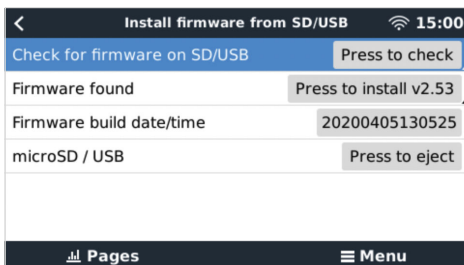 Install firmware from SD/USB 15:00
Check for firmware on SD/USB Press to check
Firmware found Press to install v2.53
Firmware build date/time 20200405130525
microSD / USB Press to eject
Pages Menu